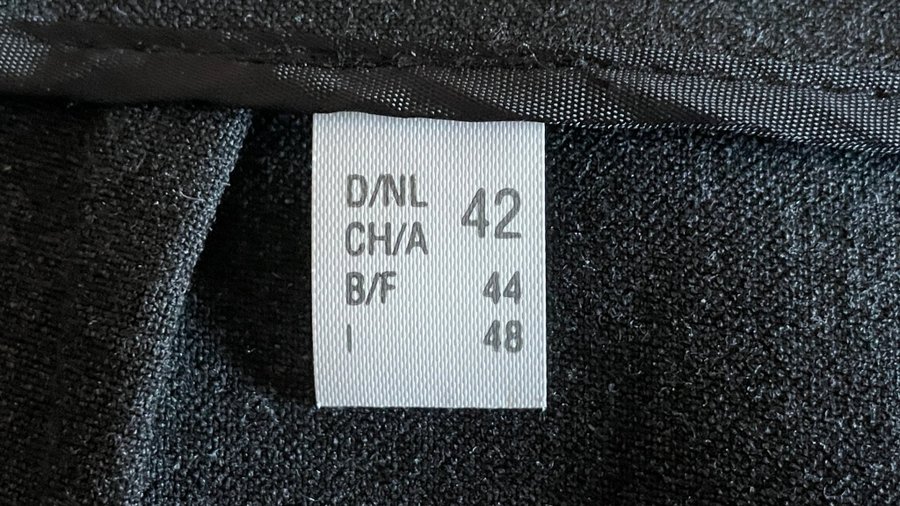 D/NL
CH/A 42
B/F 44
I 48